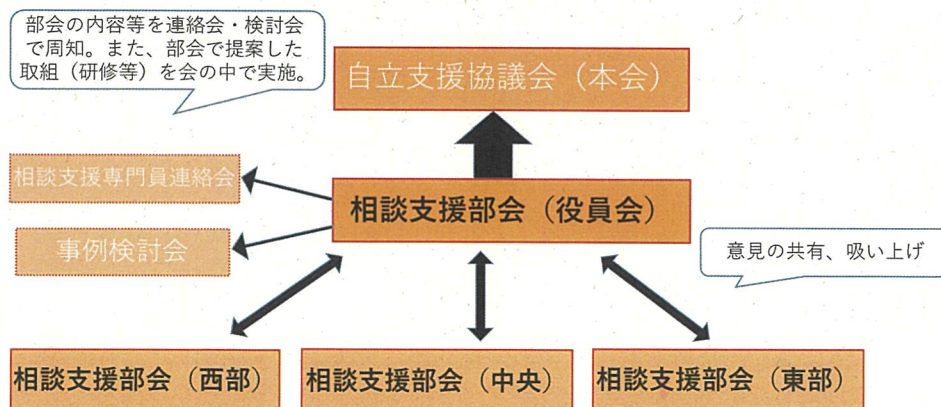 部会の内容等を連絡会・検討会
で周知。また、部会で提案した
取組（研修等）を会の中で実施。
自立支援協議会（本会）
相談支援専門員連絡会
相談支援部会（役員会）
事例検討会
意見の共有、吸い上げ
相談支援部会（西部）
相談支援部会（中央）
相談支援部会（東部）